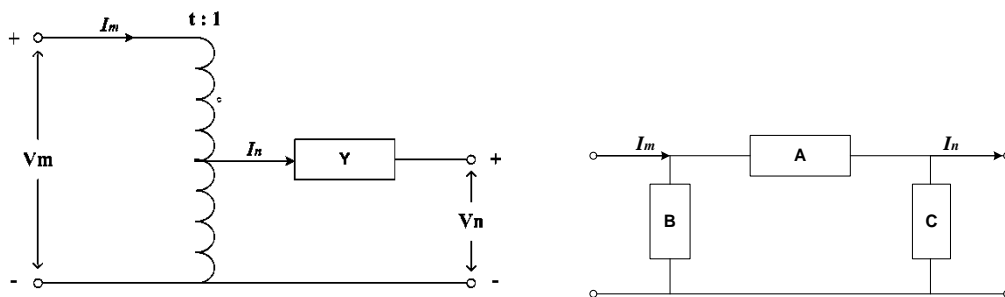 t : 1
+ Im
Vm
In Y
+
Vn
-
-
Im A In
B C